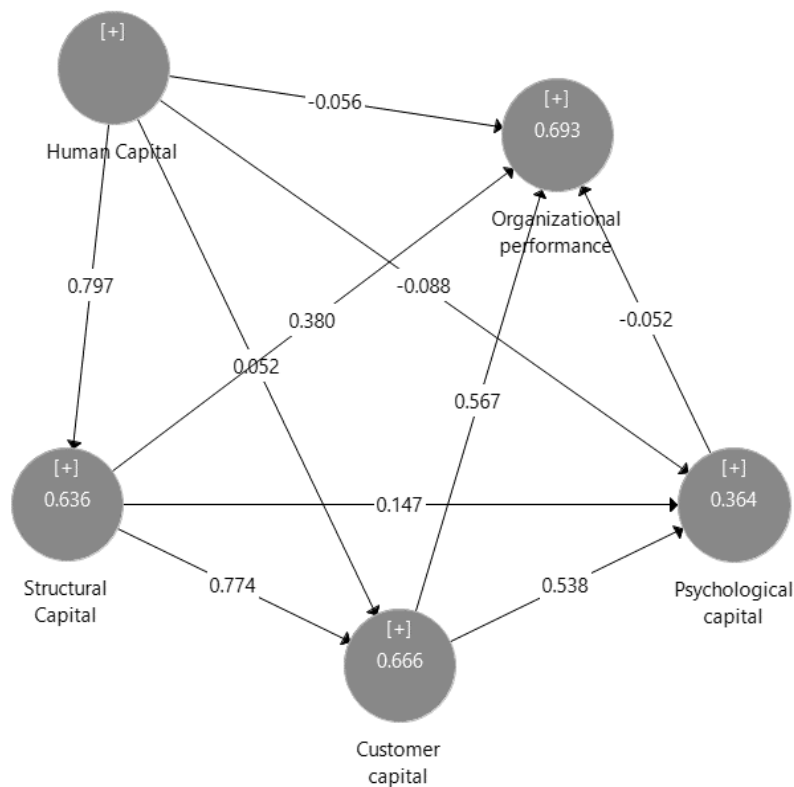 [+]
Human Capital
-0.056
[+]
0.693
Organizational
performance
0.797
-0.088
0.380
-0.052
0.052
0.567
[+]
0.636
Structural
Capital
0.147
[+]
0.364
Psychological
capital
0.774
0.538
[+]
0.666
Customer
capital